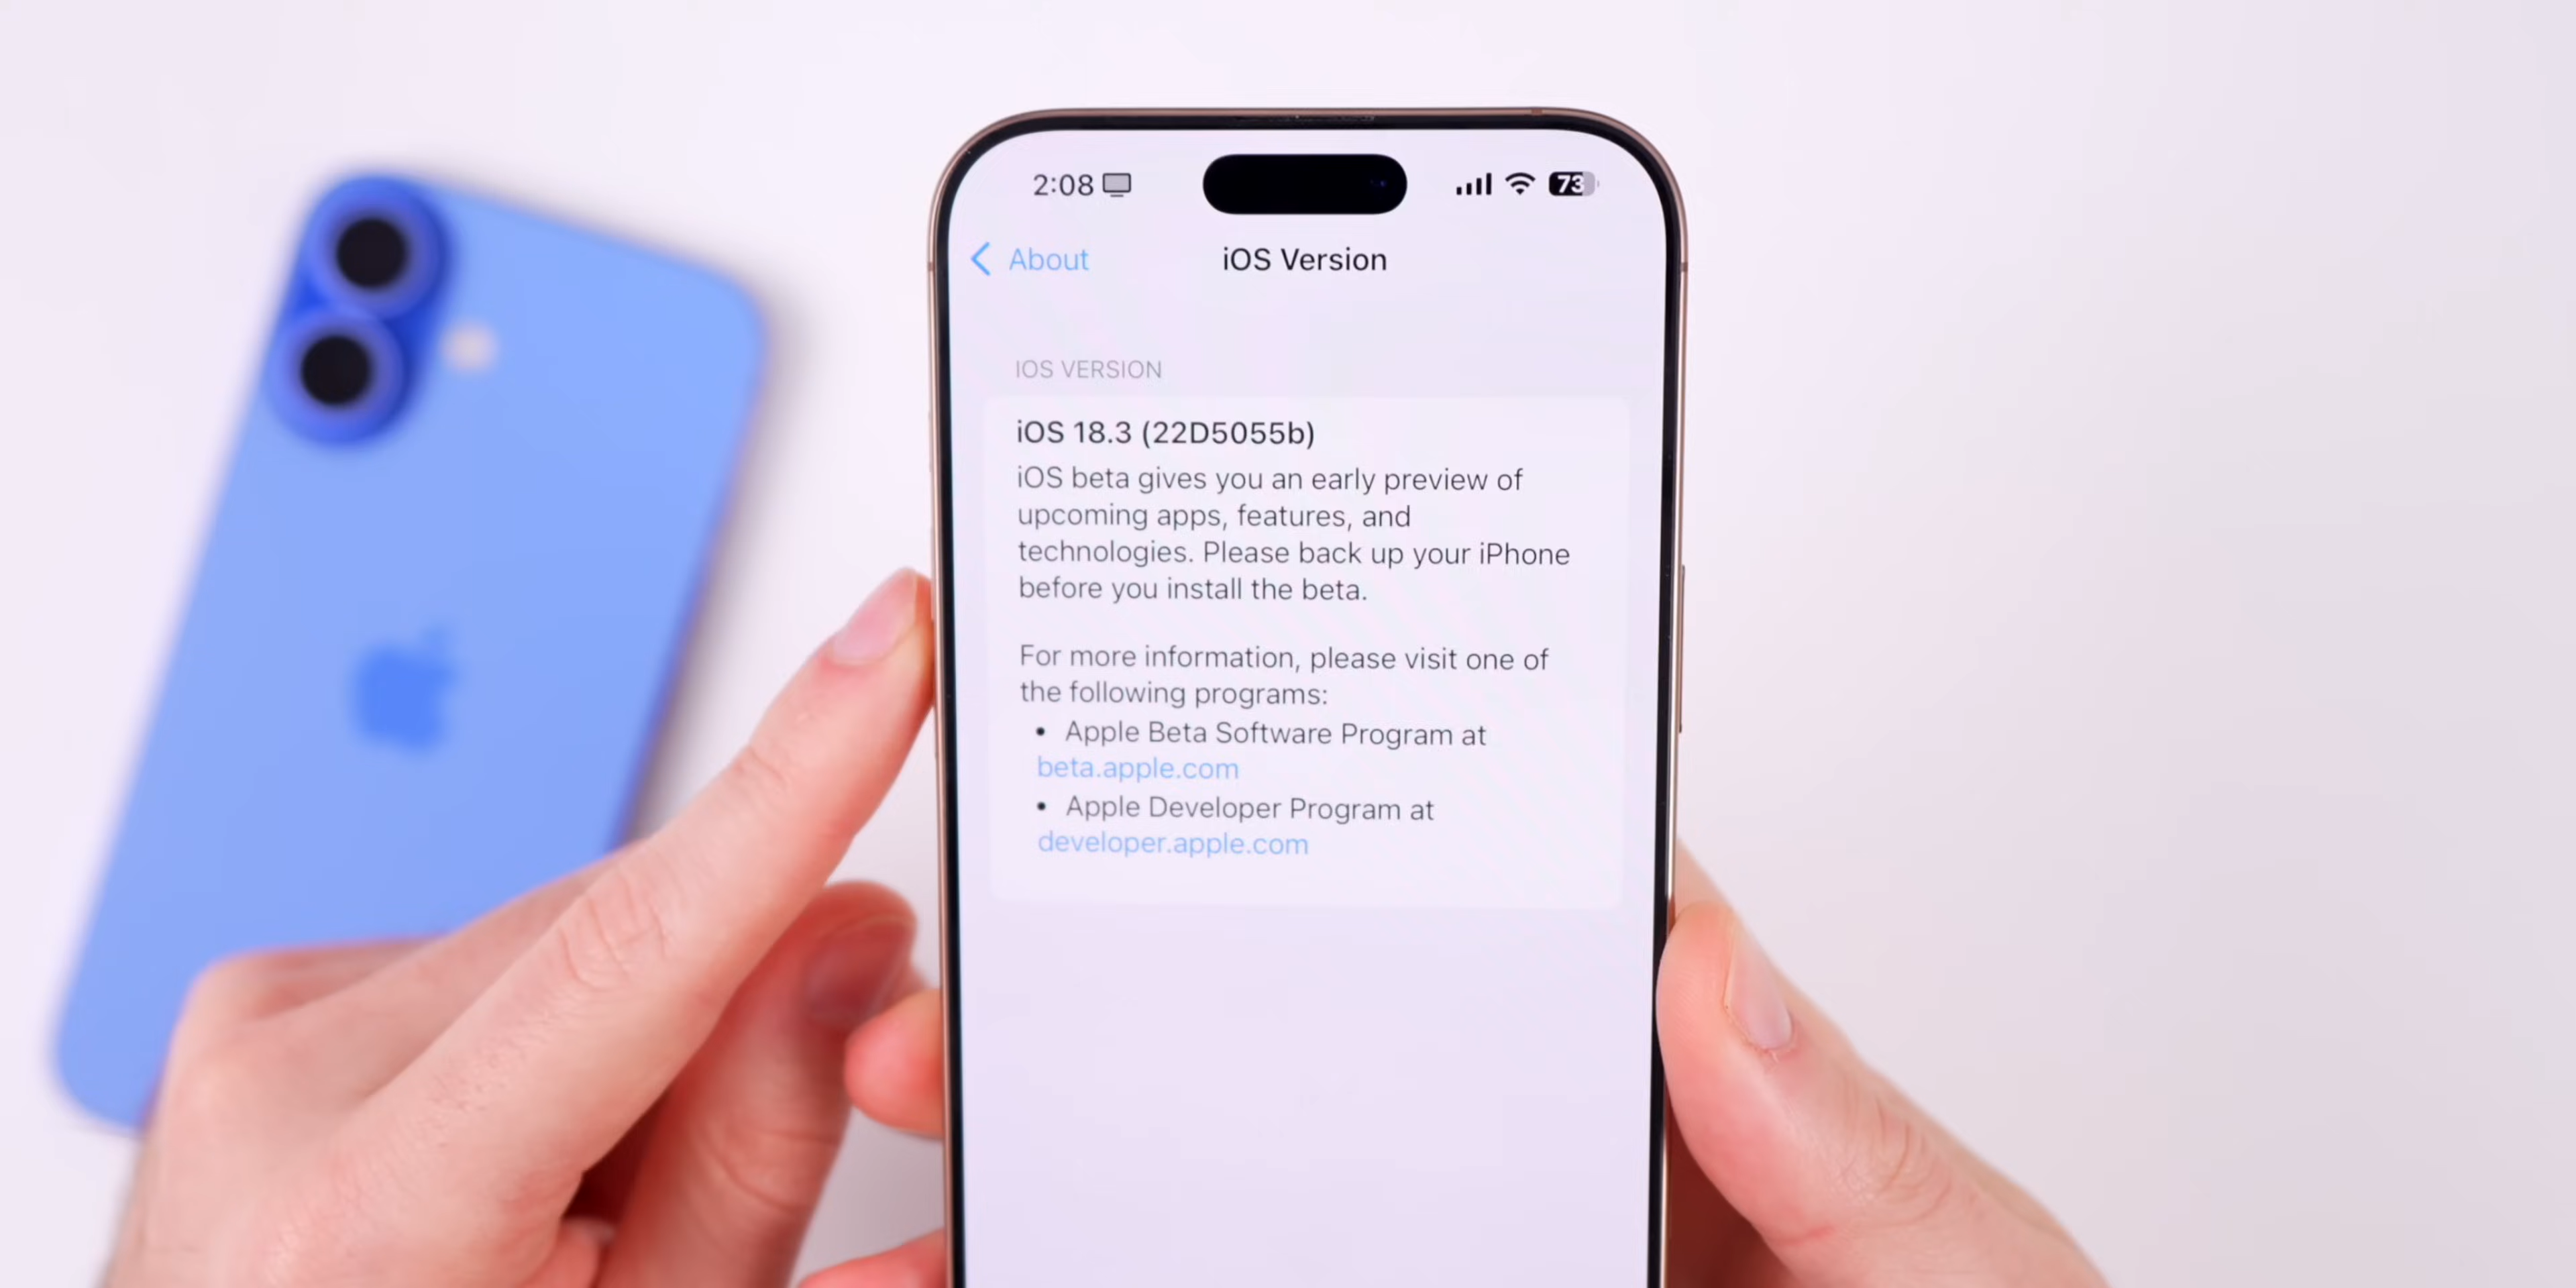 2:08
73
About
iOS Version
IOS VERSION
iOS 18.3 (22D5055b)
iOS beta gives you an early preview of
upcoming apps, features, and
technologies. Please back up your iPhone
before you install the beta.
For more information, please visit one of
the following programs:
• Apple Beta Software Program at
beta.apple.com
• Apple Developer Program at
developer.apple.com